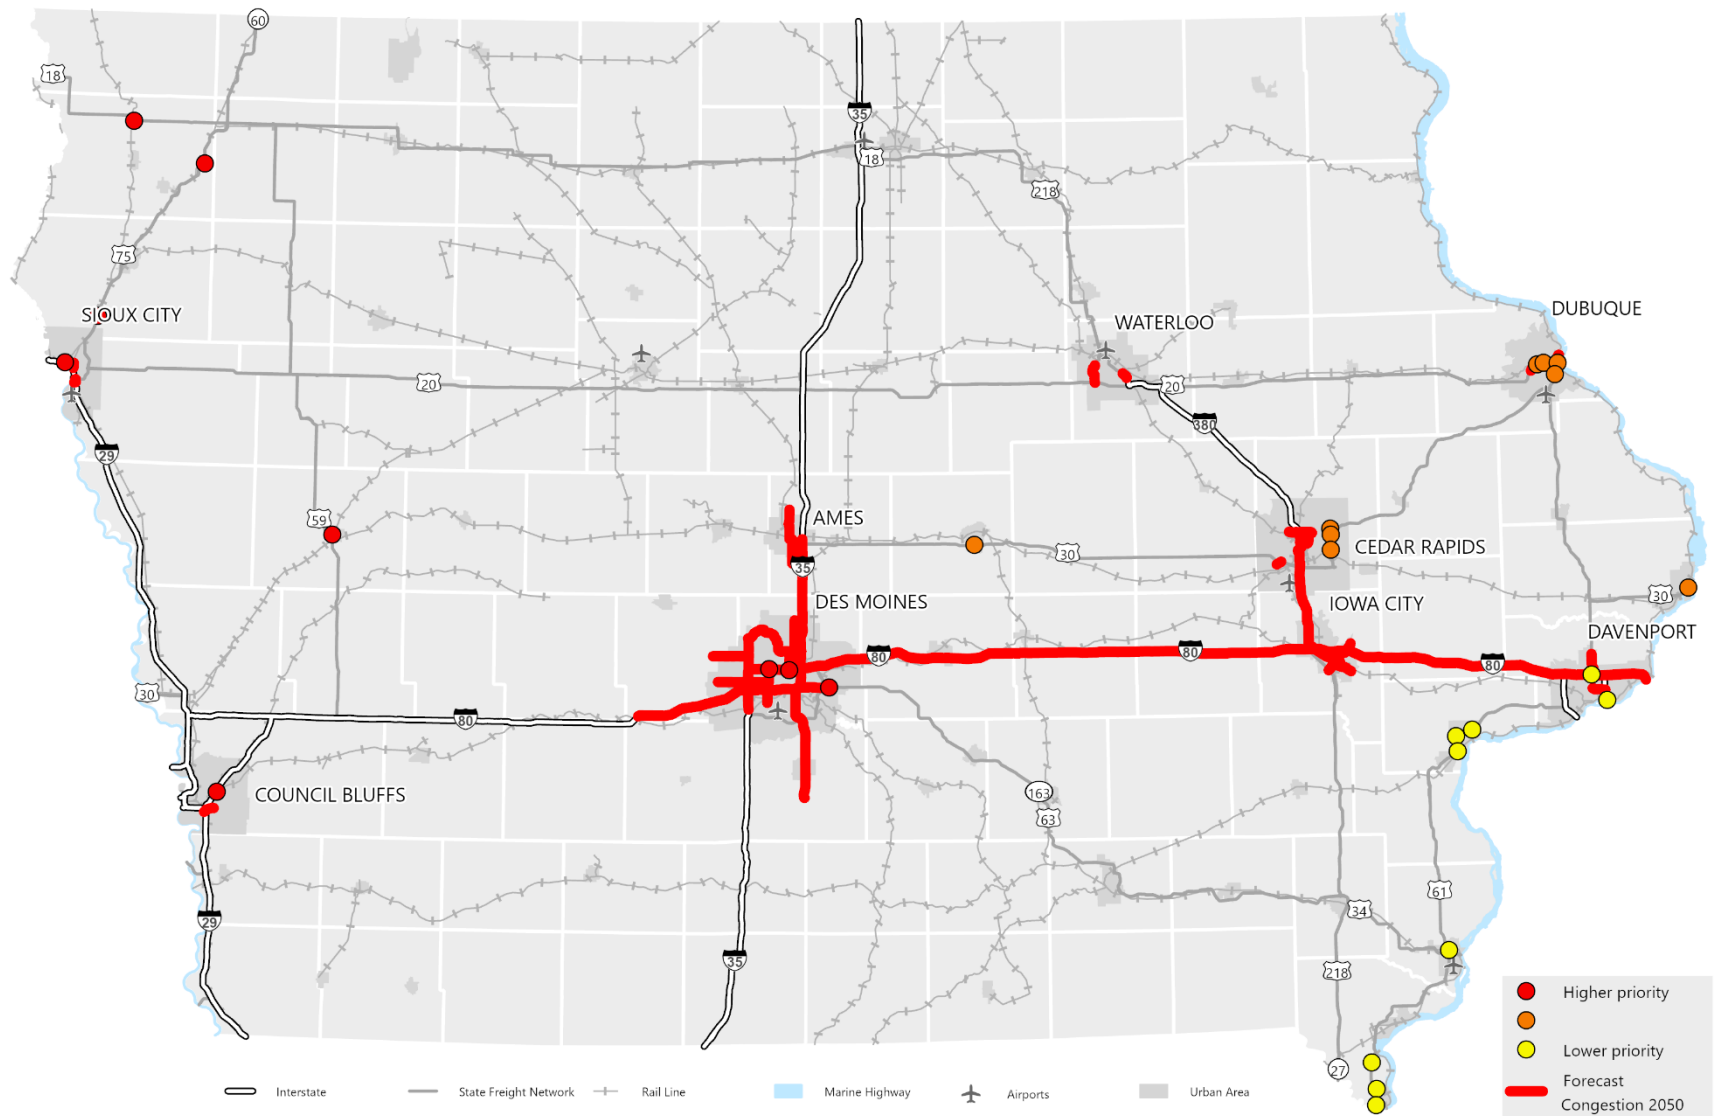 60
18
35
18
218
75
SIOUX CITY
DUBUQUE
WATERLOO
20
20
380
29
59
AMES
30
CEDAR RAPIDS
35
DES MOINES
IOWA CITY
30
DAVENPORT
80
80
80
30
80
COUNCIL BLUFFS
163
63
61
34
29
35
218
27
Higher priority
Lower priority
Forecast
Congestion 2050
Interstate
State Freight Network
Rail Line
Marine Highway
Airports
Urban Area